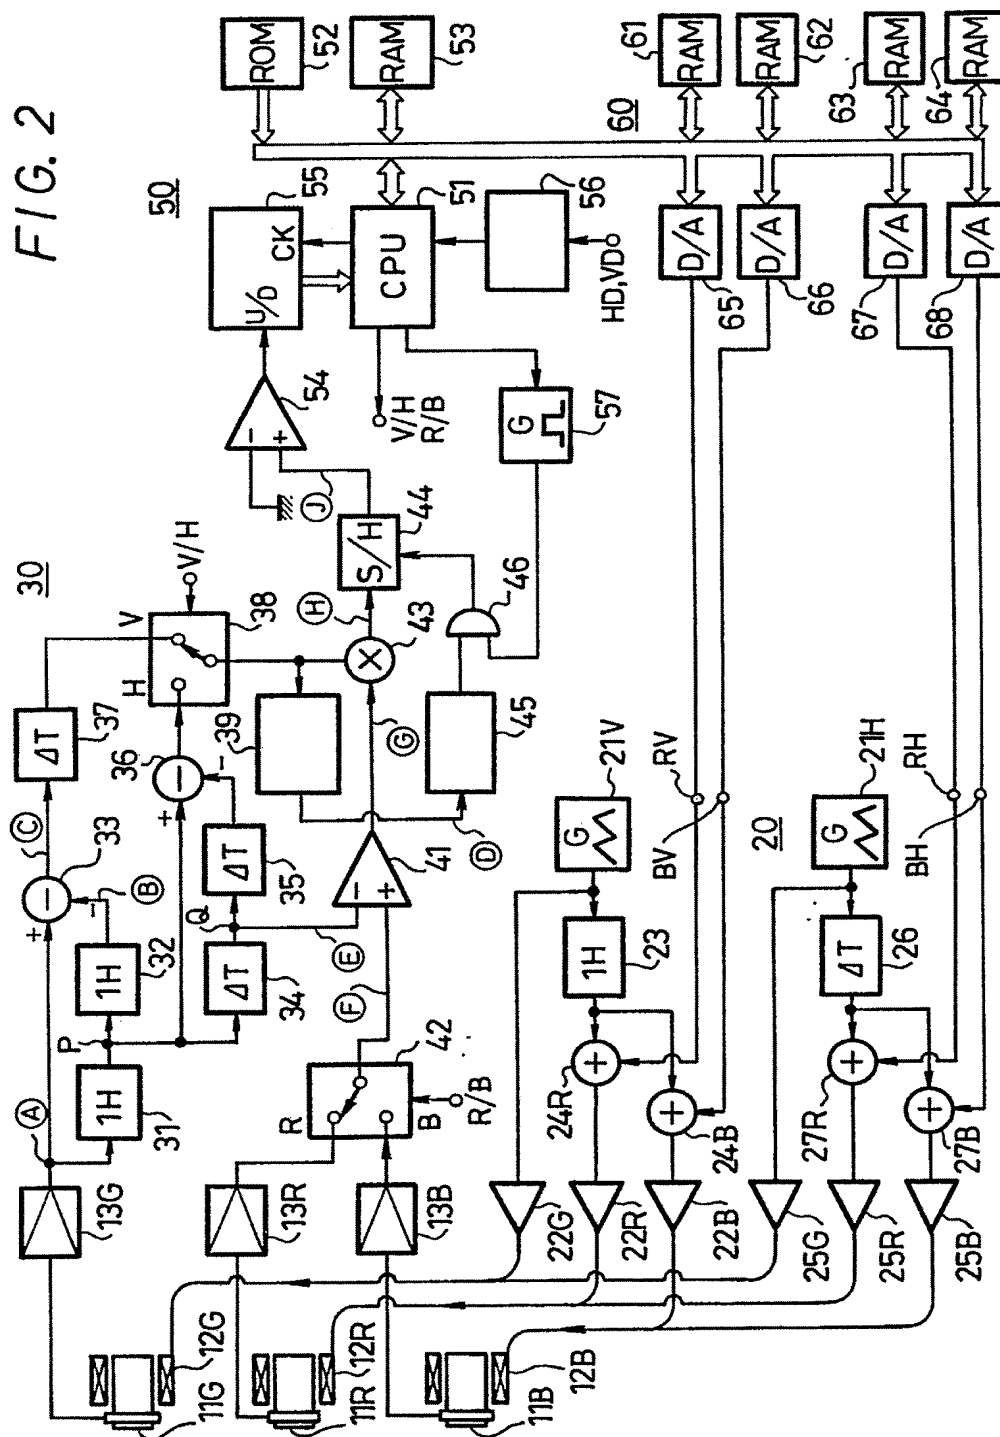 FIG. 2
30
50
60
20
ROM
52
RAM
53
RAM
61
RAM
62
RAM
63
RAM
64
55
U/D
CK
CPU
51
56
HD,VD
54
−
+
V/H
R/B
G
57
D/A
65
D/A
66
D/A
67
D/A
68
V/H
V
H
38
ΔT
37
36
+
−
−
39
H
43
×
S/H
44
J
46
45
G
D
C
33
+
−
−
B
1H
32
P
1H
31
A
ΔT
35
Q
ΔT
34
E
F
41
−
+
R
B
42
R/B
13G
13R
13B
G
21V
RV
BV
1H
23
24R
+
24B
+
G
21H
RH
BH
ΔT
26
27R
+
27B
+
22G
22R
22B
25G
25R
25B
12G
11G
12R
11R
12B
11B